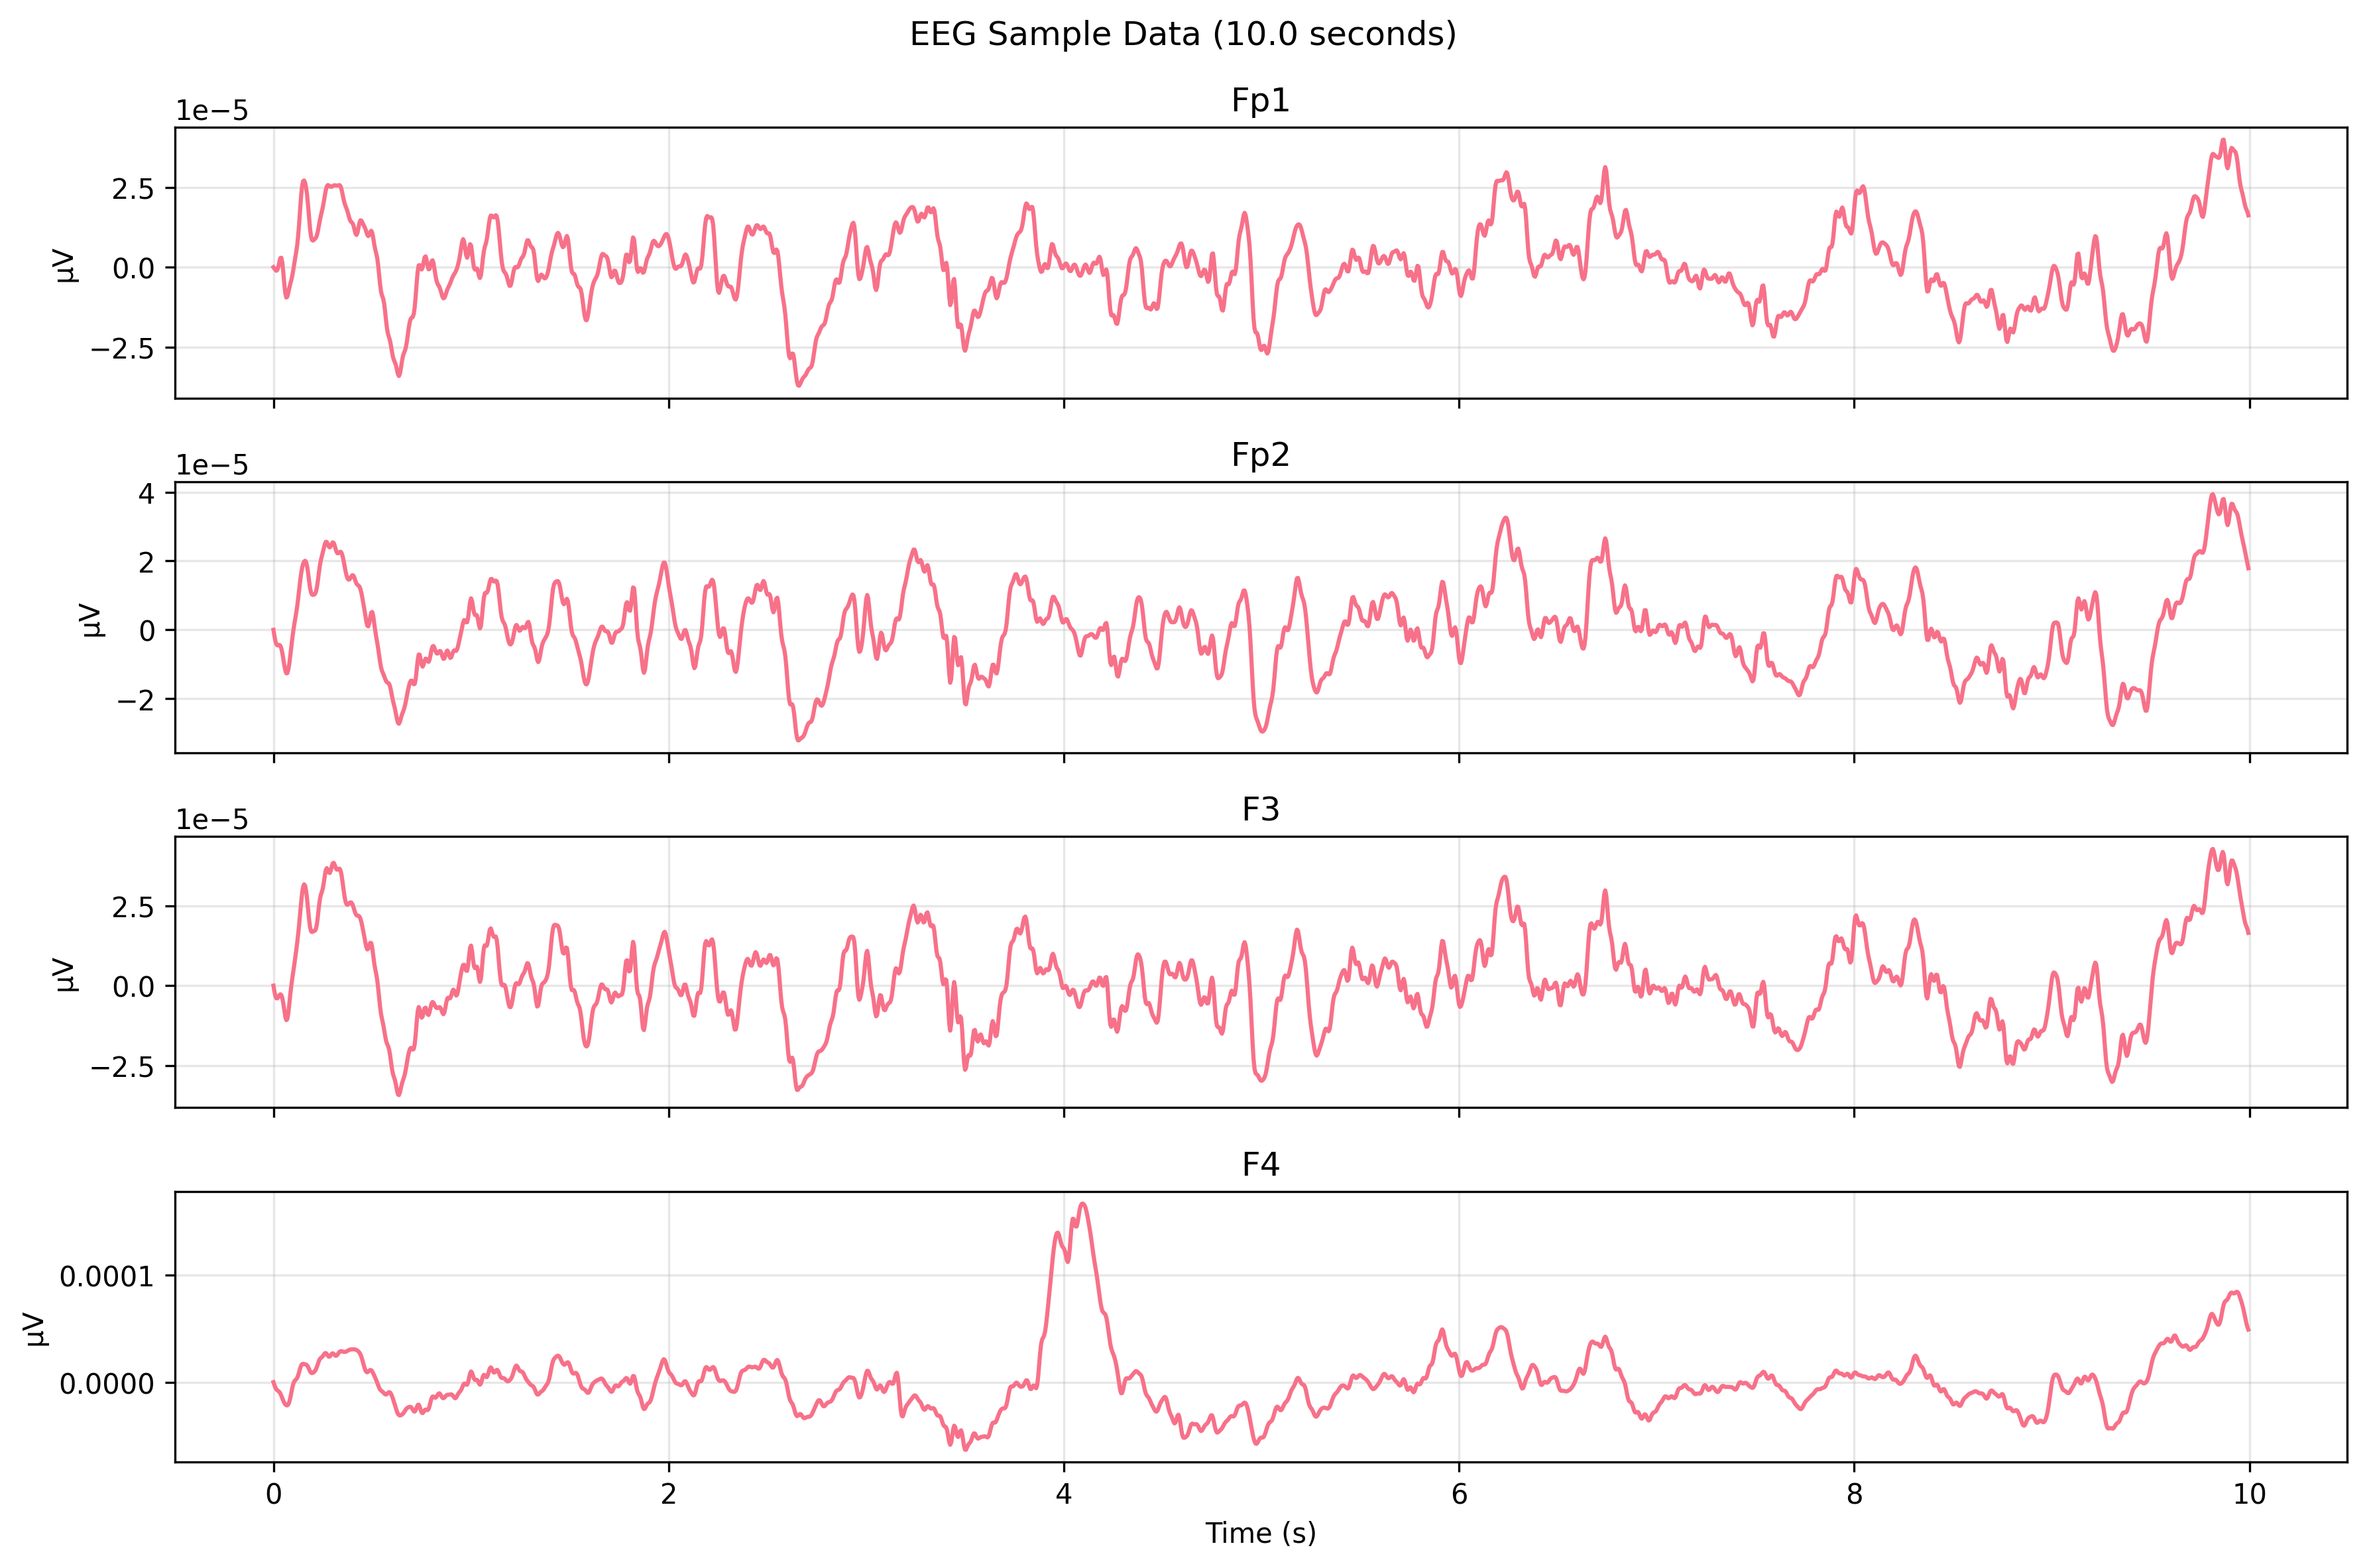 EEG Sample Data (10.0 seconds)
Fp1
1e−5
2.5
0.0
−2.5
µV
Fp2
1e−5
4
2
0
−2
µV
F3
1e−5
2.5
0.0
−2.5
µV
F4
0.0001
0.0000
µV
0 2 4 6 8 10
Time (s)